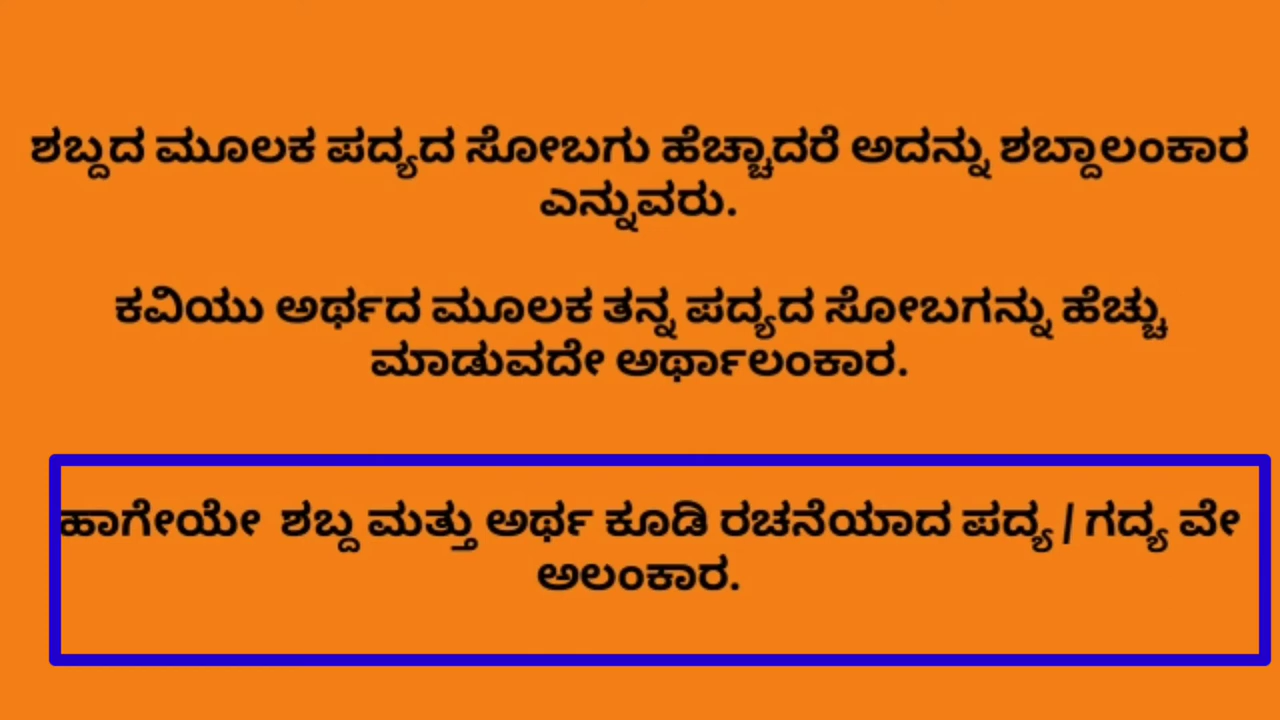 ಶಬ್ದದ ಮೂಲಕ ಪದ್ಯದ ಸೋಬಗು ಹೆಚ್ಚಾದರೆ ಅದನ್ನು ಶಬ್ದಾಲಂಕಾರ
ಎನ್ನುವರು.
ಕವಿಯು ಅರ್ಥದ ಮೂಲಕ ತನ್ನ ಪದ್ಯದ ಸೋಬಗನ್ನು ಹೆಚ್ಚು
ಮಾಡುವದೇ ಅರ್ಥಾಲಂಕಾರ.
ಹಾಗೇಯೇ ಶಬ್ದ ಮತ್ತು ಅರ್ಥ ಕೂಡಿ ರಚನೆಯಾದ ಪದ್ಯ / ಗದ್ಯ ವೇ
ಅಲಂಕಾರ.